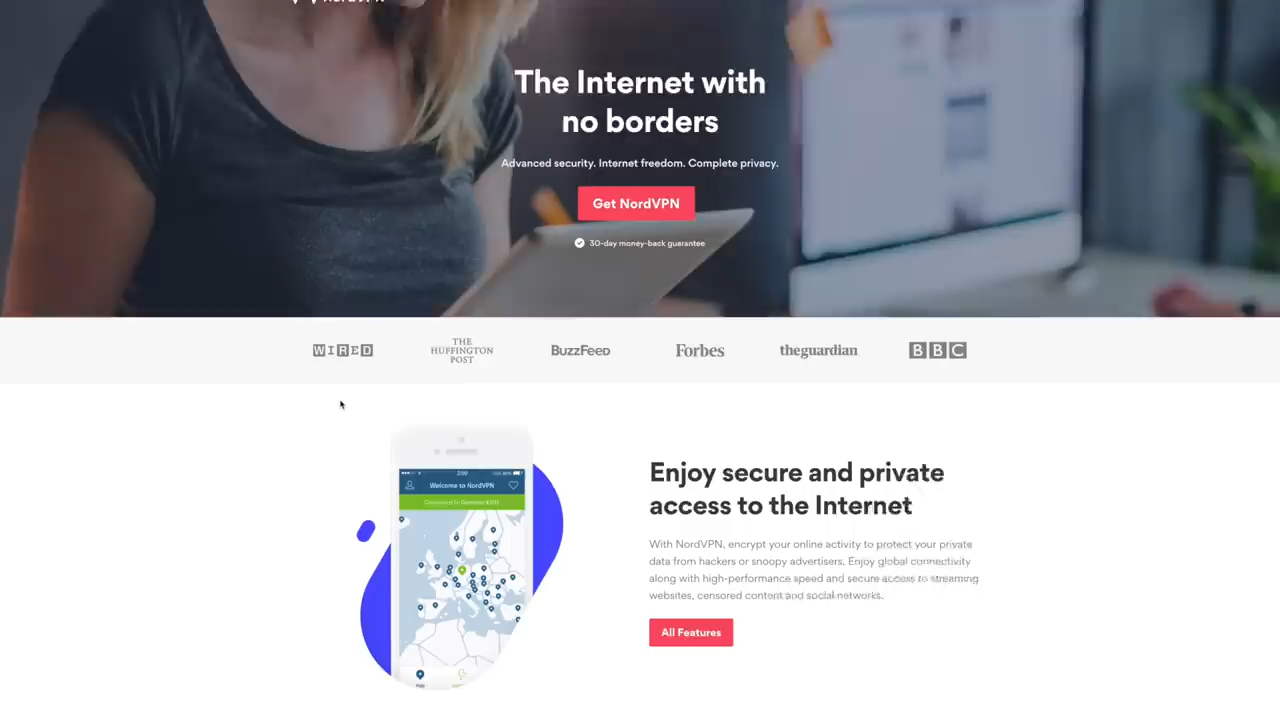 The Internet with
no borders
Advanced security. Internet freedom. Complete privacy.
Get NordVPN
30-day money-back guarantee
WIRED
THE
HUFFINGTON
POST
BuzzFeed
Forbes
theguardian
BBC
2:00
Welcome to NordVPN
Enjoy secure and private
access to the Internet
With NordVPN, encrypt your online activity to protect your private
data from hackers or snoopy advertisers. Enjoy global connectivity
along with high-performance speed and secure access to streaming
websites, censored content and social networks.
All Features